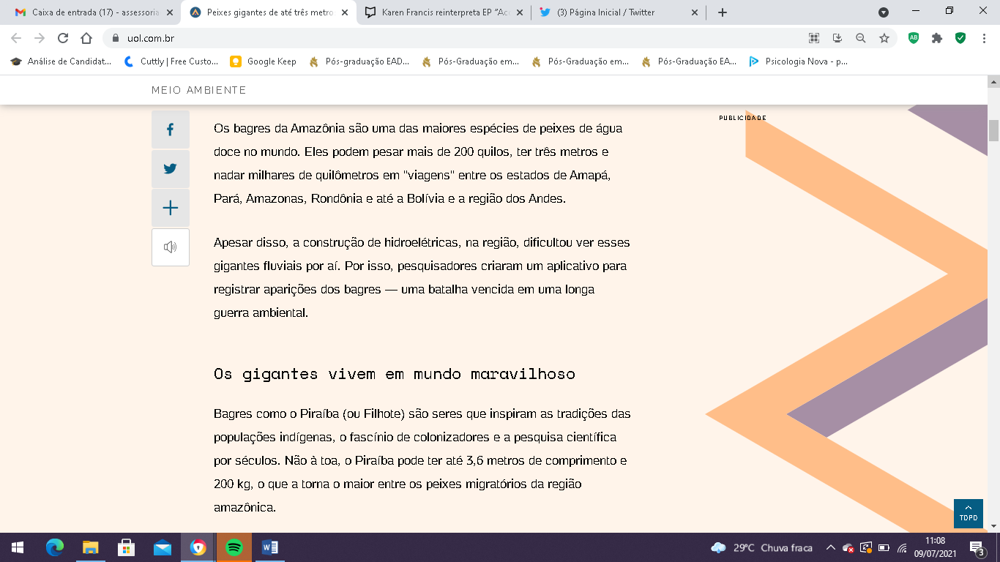 Caixa de entrada (17) - assessoria
Peixes gigantes de até três metro
Karen Francis reinterpreta EP "Ac
(3) Página Inicial / Twitter
uol.com.br
AB
Análise de Candidat...
Cuttly | Free Custo...
Google Keep
Pós-graduação EAD...
Pós-Graduação em...
Pós-Graduação em...
Pós-Graduação EA...
Psicologia Nova - p...
MEIO AMBIENTE
PUBLICIDADE
Os bagres da Amazônia são uma das maiores espécies de peixes de água
doce no mundo. Eles podem pesar mais de 200 quilos, ter três metros e
nadar milhares de quilômetros em "viagens" entre os estados de Amapá,
Pará, Amazonas, Rondônia e até a Bolívia e a região dos Andes.
Apesar disso, a construção de hidroelétricas, na região, dificultou ver esses
gigantes fluviais por aí. Por isso, pesquisadores criaram um aplicativo para
registrar aparições dos bagres — uma batalha vencida em uma longa
guerra ambiental.
Os gigantes vivem em mundo maravilhoso
Bagres como o Piraíba (ou Filhote) são seres que inspiram as tradições das
populações indígenas, o fascínio de colonizadores e a pesquisa científica
por séculos. Não à toa, o Piraíba pode ter até 3,6 metros de comprimento e
200 kg, o que a torna o maior entre os peixes migratórios da região
amazônica.
TOPO
29°C Chuva fraca
11:08
09/07/2021
3